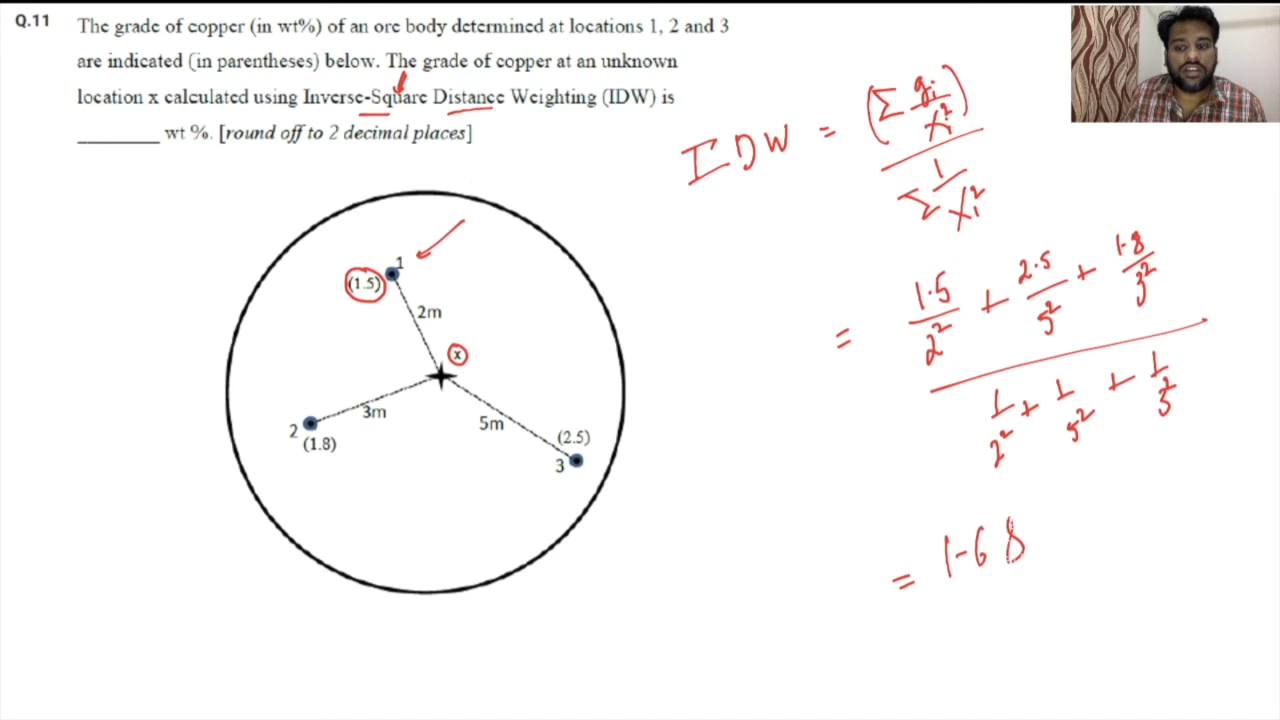 Q.11 The grade of copper (in wt%) of an ore body determined at locations 1, 2 and 3
are indicated (in parentheses) below. The grade of copper at an unknown
location x calculated using Inverse-Square Distance Weighting (IDW) is
________ wt %. [round off to 2 decimal places]
IDW = (Σ gi/xi²) / Σ 1/xi²
1
(1.5)
2m
x
3m
2
(1.8)
5m
(2.5)
3
= 1.5/2² + 2.5/5² + 1.8/3²
1/2² + 1/5² + 1/3²
= 1.68